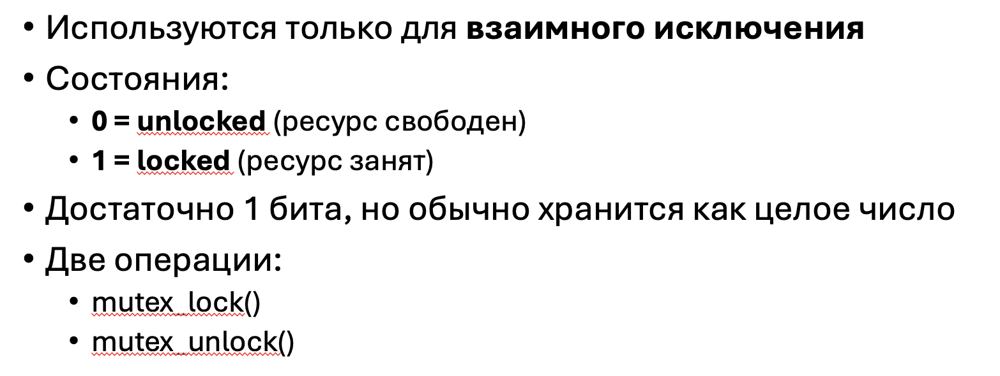 • Используются только для взаимного исключения
• Состояния:
• 0 = unlocked (ресурс свободен)
• 1 = locked (ресурс занят)
• Достаточно 1 бита, но обычно хранится как целое число
• Две операции:
• mutex_lock()
• mutex_unlock()